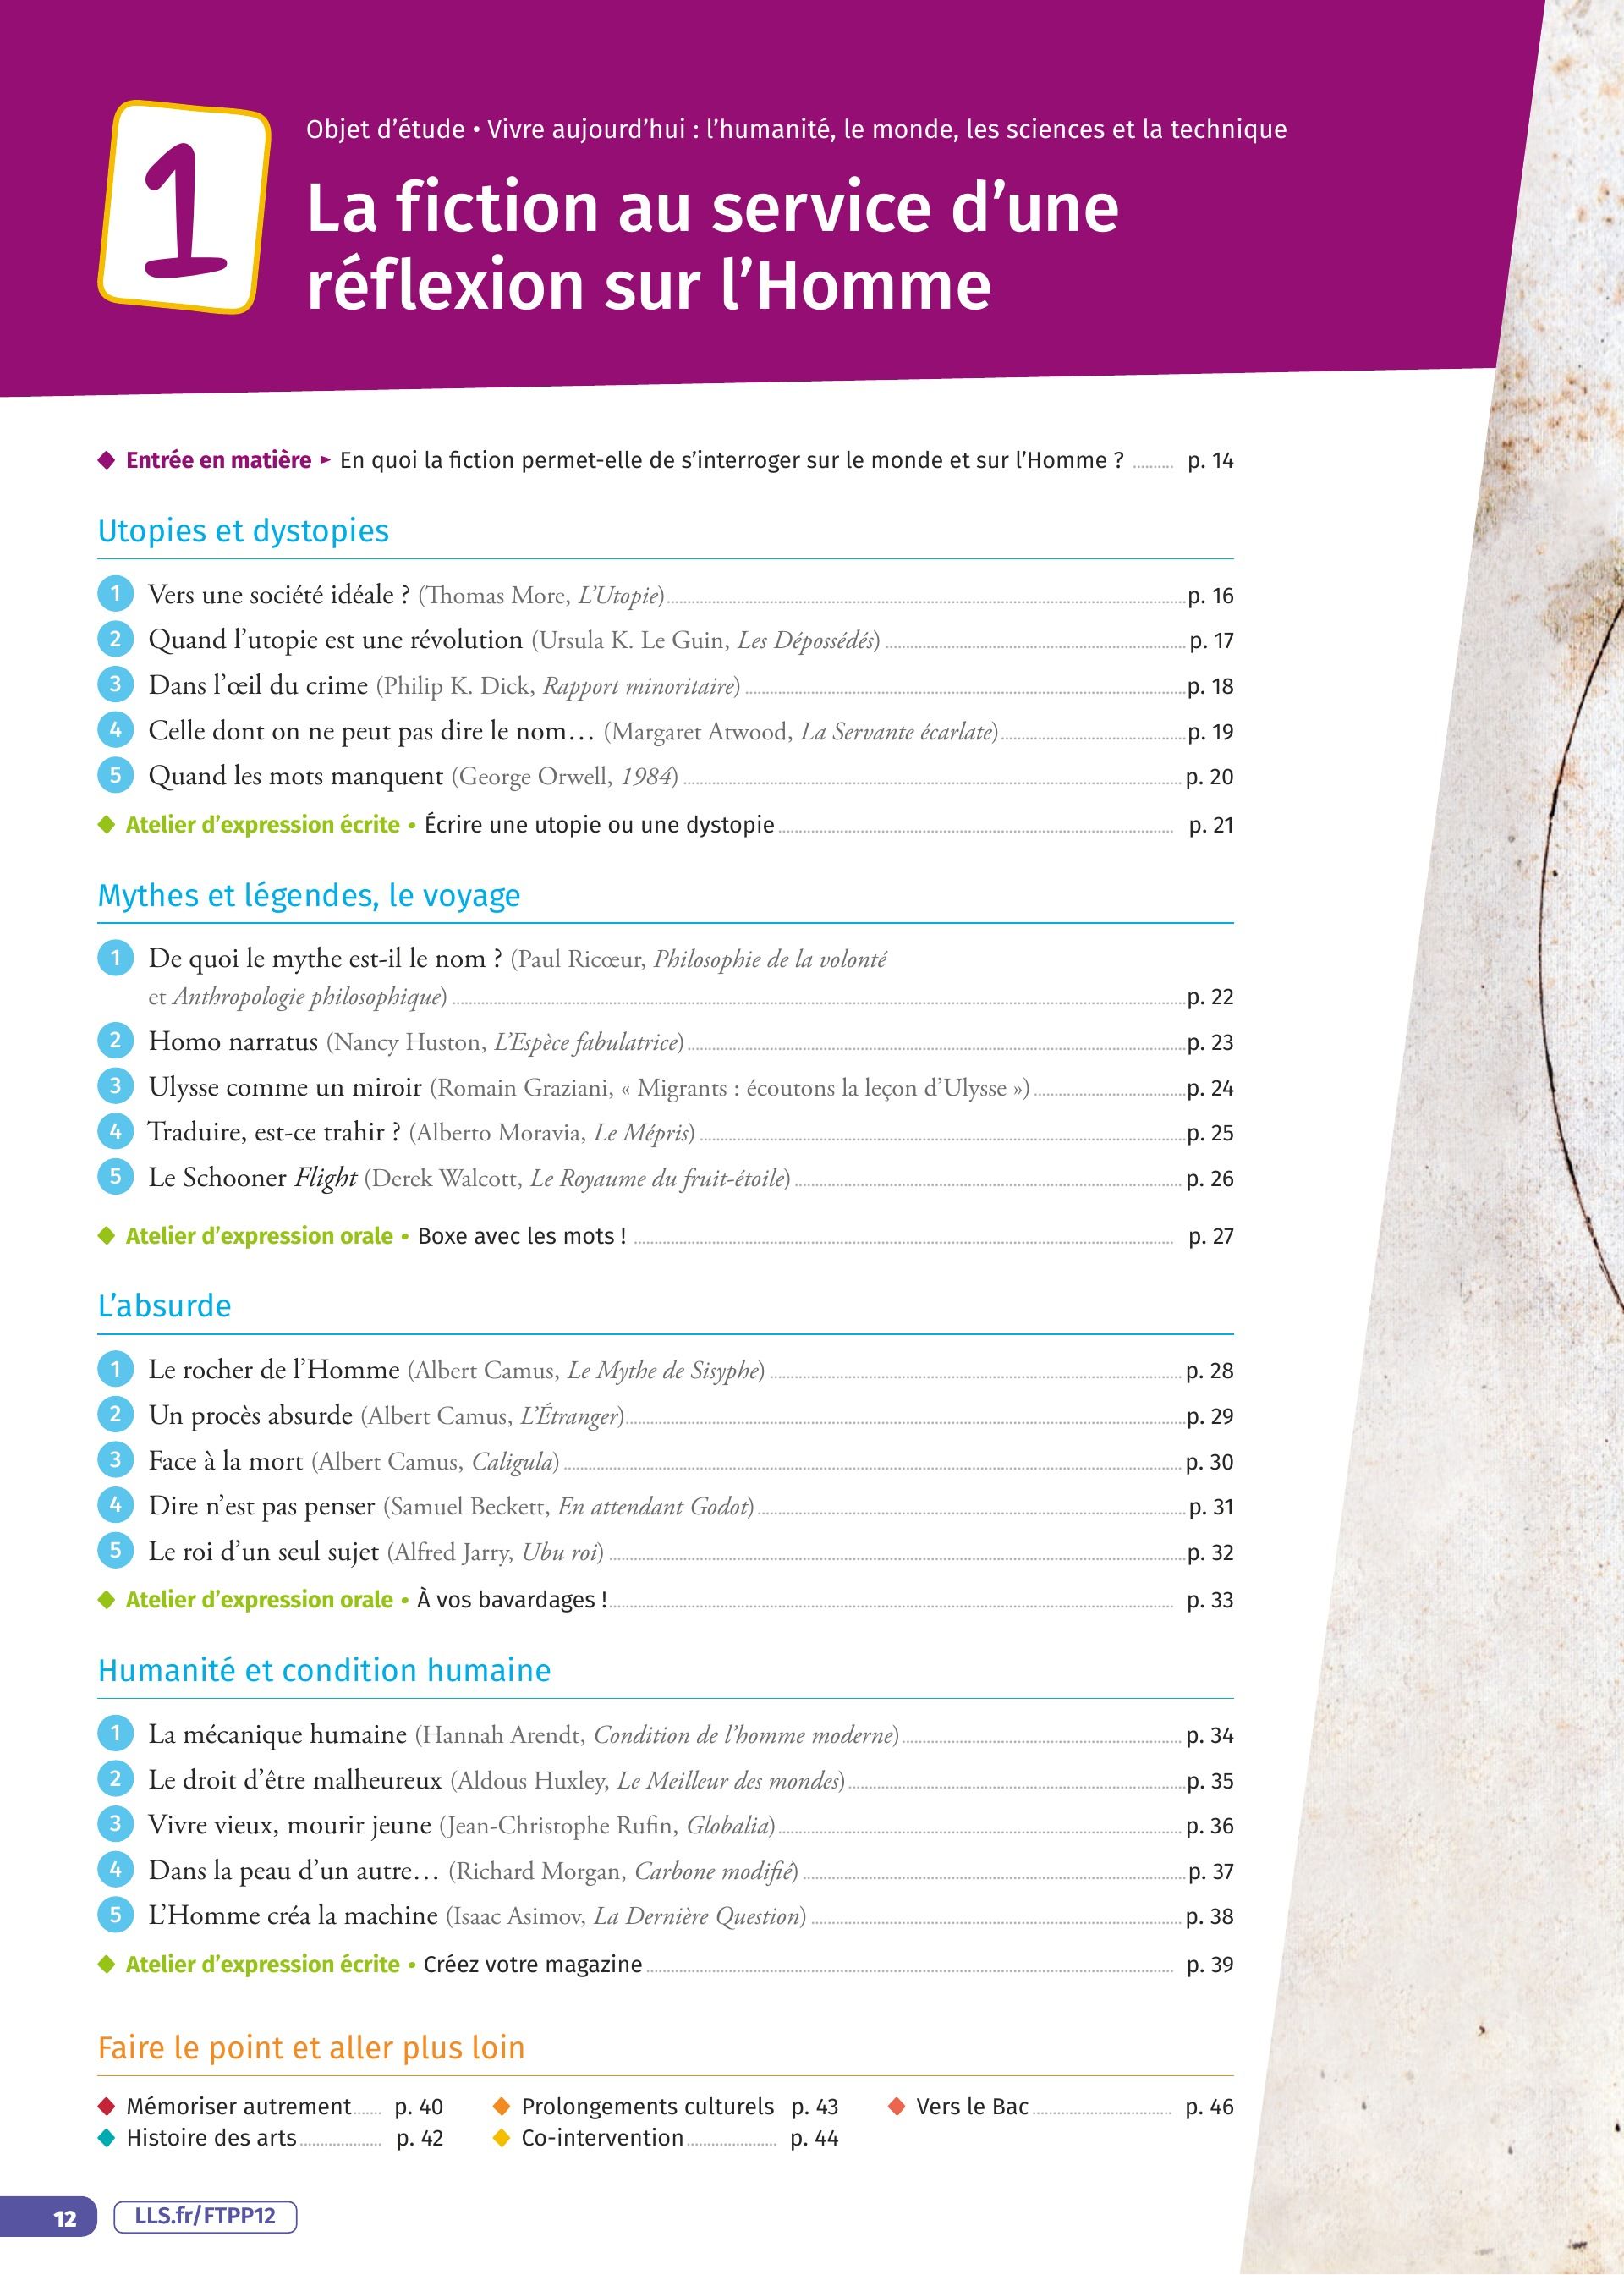 1
Objet d’étude • Vivre aujourd’hui : l’humanité, le monde, les sciences et la technique
La fiction au service d’une
réflexion sur l’Homme
Entrée en matière ► En quoi la fiction permet-elle de s’interroger sur le monde et sur l’Homme ? p. 14
Utopies et dystopies
1 Vers une société idéale ? (Thomas More, L’Utopie) p. 16
2 Quand l’utopie est une révolution (Ursula K. Le Guin, Les Dépossédés) p. 17
3 Dans l’œil du crime (Philip K. Dick, Rapport minoritaire) p. 18
4 Celle dont on ne peut pas dire le nom… (Margaret Atwood, La Servante écarlate) p. 19
5 Quand les mots manquent (George Orwell, 1984) p. 20
Atelier d’expression écrite • Écrire une utopie ou une dystopie p. 21
Mythes et légendes, le voyage
1 De quoi le mythe est-il le nom ? (Paul Ricœur, Philosophie de la volonté
et Anthropologie philosophique) p. 22
2 Homo narratus (Nancy Huston, L’Espèce fabulatrice) p. 23
3 Ulysse comme un miroir (Romain Graziani, « Migrants : écoutons la leçon d’Ulysse ») p. 24
4 Traduire, est-ce trahir ? (Alberto Moravia, Le Mépris) p. 25
5 Le Schooner Flight (Derek Walcott, Le Royaume du fruit-étoile) p. 26
Atelier d’expression orale • Boxe avec les mots ! p. 27
L’absurde
1 Le rocher de l’Homme (Albert Camus, Le Mythe de Sisyphe) p. 28
2 Un procès absurde (Albert Camus, L’Étranger) p. 29
3 Face à la mort (Albert Camus, Caligula) p. 30
4 Dire n’est pas penser (Samuel Beckett, En attendant Godot) p. 31
5 Le roi d’un seul sujet (Alfred Jarry, Ubu roi) p. 32
Atelier d’expression orale • À vos bavardages ! p. 33
Humanité et condition humaine
1 La mécanique humaine (Hannah Arendt, Condition de l’homme moderne) p. 34
2 Le droit d’être malheureux (Aldous Huxley, Le Meilleur des mondes) p. 35
3 Vivre vieux, mourir jeune (Jean-Christophe Rufin, Globalia) p. 36
4 Dans la peau d’un autre… (Richard Morgan, Carbone modifié) p. 37
5 L’Homme créa la machine (Isaac Asimov, La Dernière Question) p. 38
Atelier d’expression écrite • Créez votre magazine p. 39
Faire le point et aller plus loin
Mémoriser autrement p. 40 Prolongements culturels p. 43 Vers le Bac p. 46
Histoire des arts p. 42 Co-intervention p. 44
12 LLS.fr/FTPP12